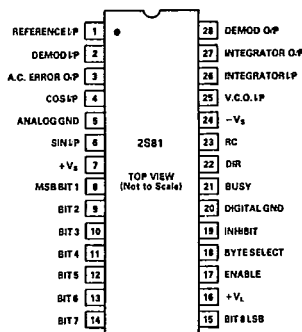 REFERENCE I/P 1
DEMOD I/P 2
A.C. ERROR O/P 3
COS I/P 4
ANALOG GND 5
SIN I/P 6
+VS 7
MSB BIT 1 8
BIT 2 9
BIT 3 10
BIT 4 11
BIT 5 12
BIT 6 13
BIT 7 14
2S81
TOP VIEW
(Not to Scale)
28 DEMOD O/P
27 INTEGRATOR O/P
26 INTEGRATOR I/P
25 V.C.O. I/P
24 -VS
23 RC
22 DIR
21 BUSY
20 DIGITAL GND
19 INHIBIT
18 BYTE SELECT
17 ENABLE
16 +VL
15 BIT 8 LSB